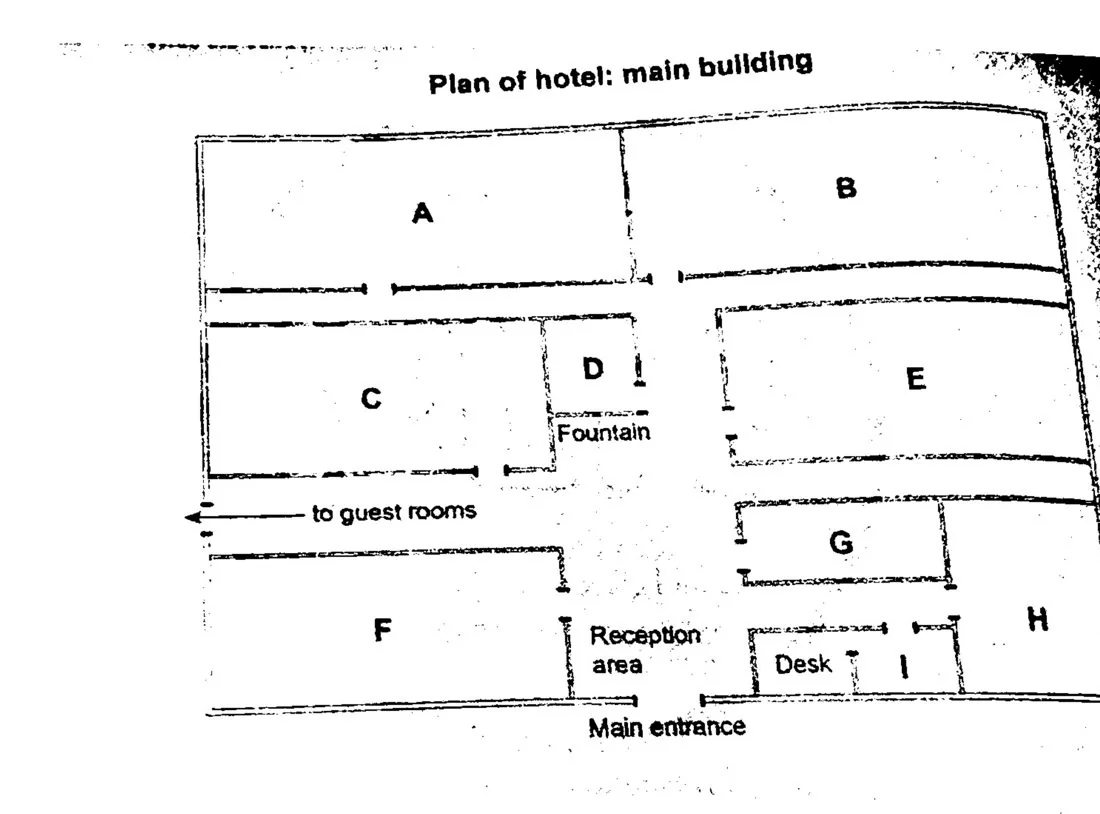 Plan of hotel: main building
A
B
C
D
E
Fountain
to guest rooms
G
F
H
Reception
area
Desk
I
Main entrance